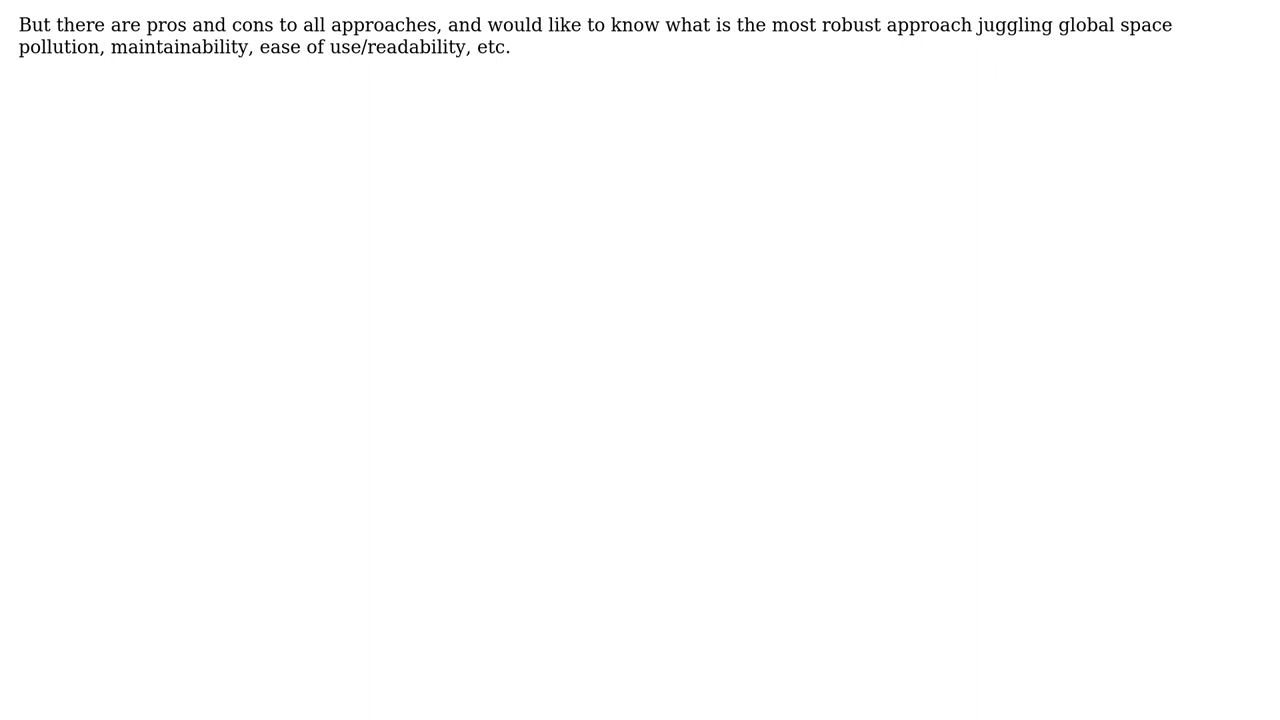 But there are pros and cons to all approaches, and would like to know what is the most robust approach juggling global space
pollution, maintainability, ease of use/readability, etc.